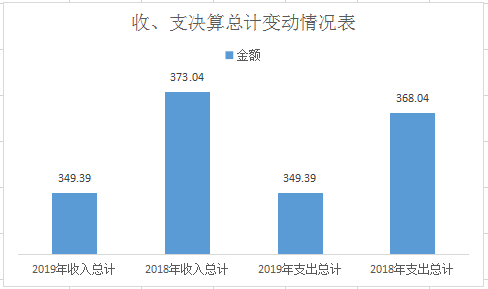 收、支决算总计变动情况表
金额
373.04
368.04
349.39
349.39
2019年收入总计
2018年收入总计
2019年支出总计
2018年支出总计